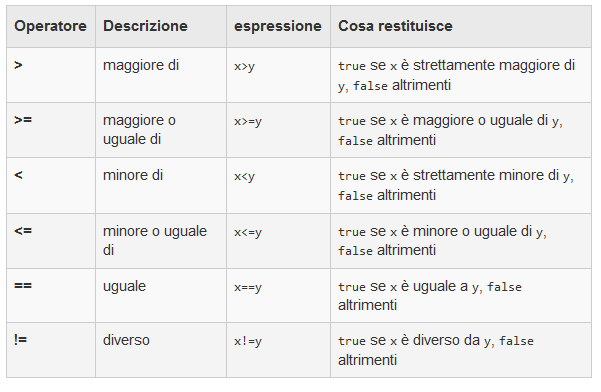 Operatore Descrizione espressione Cosa restituisce
> maggiore di x>y true se x è strettamente maggiore di
y, false altrimenti
>= maggiore o x>=y true se x è maggiore o uguale di y,
uguale di false altrimenti
< minore di x<y true se x è strettamente minore di y,
false altrimenti
<= minore o uguale x<=y true se x è minore o uguale di y,
di false altrimenti
== uguale x==y true se x è uguale a y, false
altrimenti
!= diverso x!=y true se x è diverso da y, false
altrimenti